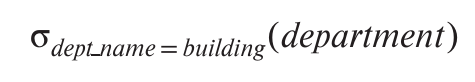 σ dept_name = building (department)